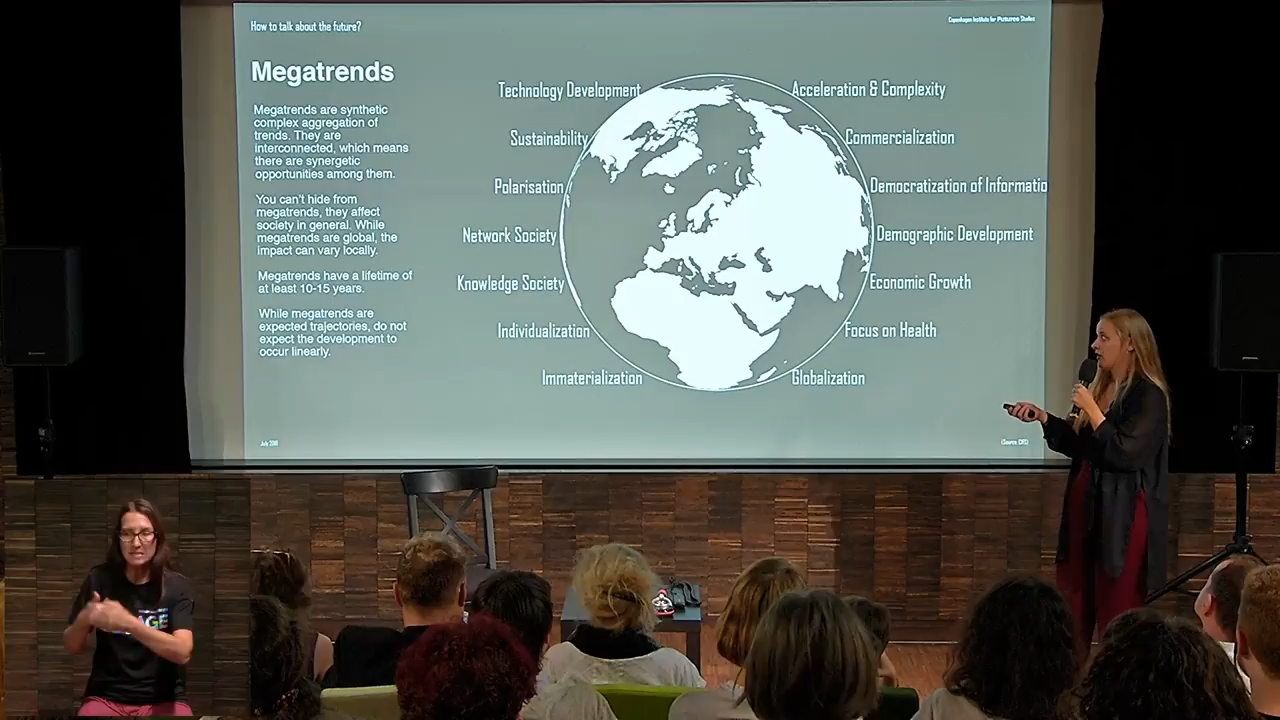 How to talk about the future?
Copenhagen Institute for Futures Studies
Megatrends
Megatrends are synthetic
complex aggregation of
trends. They are
interconnected, which means
there are synergetic
opportunities among them.
You can't hide from
megatrends, they affect
society in general. While
megatrends are global, the
impact can vary locally.
Megatrends have a lifetime of
at least 10-15 years.
While megatrends are
expected trajectories, do not
expect the development to
occur linearly.
Technology Development
Sustainability
Polarisation
Network Society
Knowledge Society
Individualization
Immaterialization
Acceleration & Complexity
Commercialization
Democratization of Informatio
Demographic Development
Economic Growth
Focus on Health
Globalization